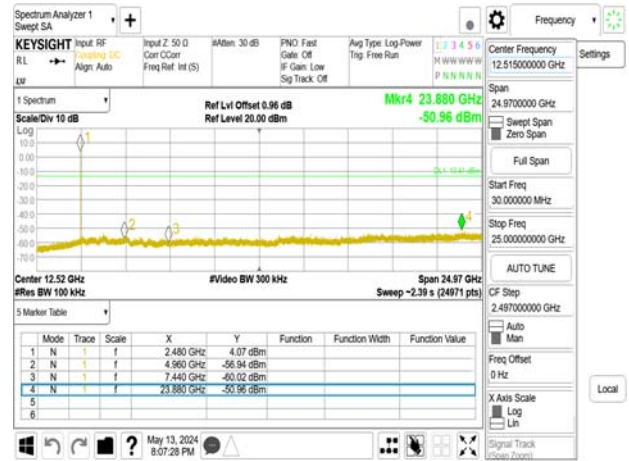 Spectrum Analyzer 1
Swept SA
Frequency
KEYSIGHT
RL
Input: RF
Coupling: DC
Align: Auto
Input Z: 50 Ω
Corr CCorr
Freq Ref: Int (S)
#Atten: 30 dB
PNO: Fast
Gate: Off
IF Gain: Low
Sig Track: Off
Avg Type: Log-Power
Trig: Free Run
1 2 3 4 5 6
M W W W W W
P N N N N N
1 Spectrum
Scale/Div 10 dB
Ref Lvl Offset 0.96 dB
Ref Level 20.00 dBm
Mkr4 23.880 GHz
-50.96 dBm
Log
10.0
0.00
-10.0
-20.0
-30.0
-40.0
-50.0
-60.0
-70.0
1
2
3
4
Center 12.52 GHz
#Res BW 100 kHz
#Video BW 300 kHz
Span 24.97 GHz
Sweep ~2.39 s (24971 pts)
5 Marker Table
Mode Trace Scale X Y Function Function Width Function Value
1 N 1 f 2.480 GHz 4.07 dBm
2 N 1 f 4.960 GHz -56.94 dBm
3 N 1 f 7.440 GHz -60.02 dBm
4 N 1 f 23.880 GHz -50.96 dBm
5
6
May 13, 2024
8:07:28 PM
Center Frequency
12.515000000 GHz
Settings
Span
24.9700000 GHz
Swept Span
Zero Span
Full Span
Start Freq
30.000000 MHz
Stop Freq
25.000000000 GHz
AUTO TUNE
CF Step
2.497000000 GHz
Auto
Man
Freq Offset
0 Hz
X Axis Scale
Log
Lin
Local
Signal Track
(Span Zoom)